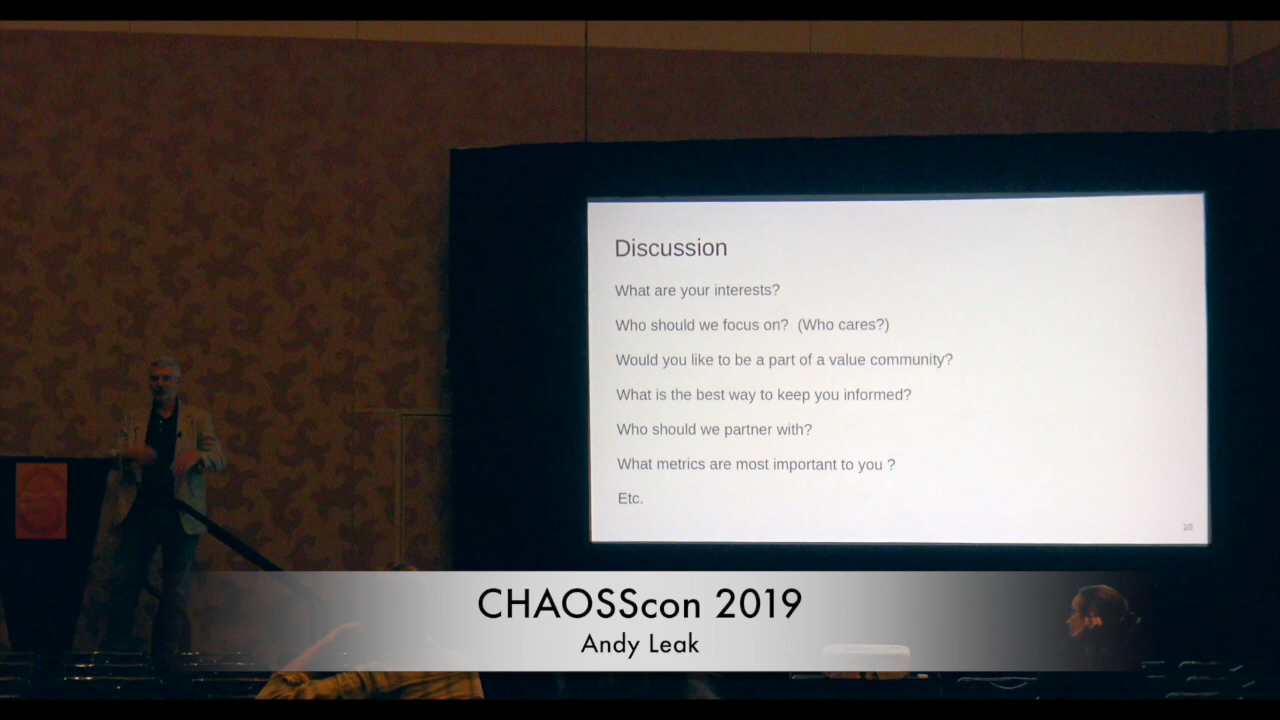 Discussion
What are your interests?
Who should we focus on?  (Who cares?)
Would you like to be a part of a value community?
What is the best way to keep you informed?
Who should we partner with?
What metrics are most important to you ?
Etc.
10
CHAOSScon 2019
Andy Leak